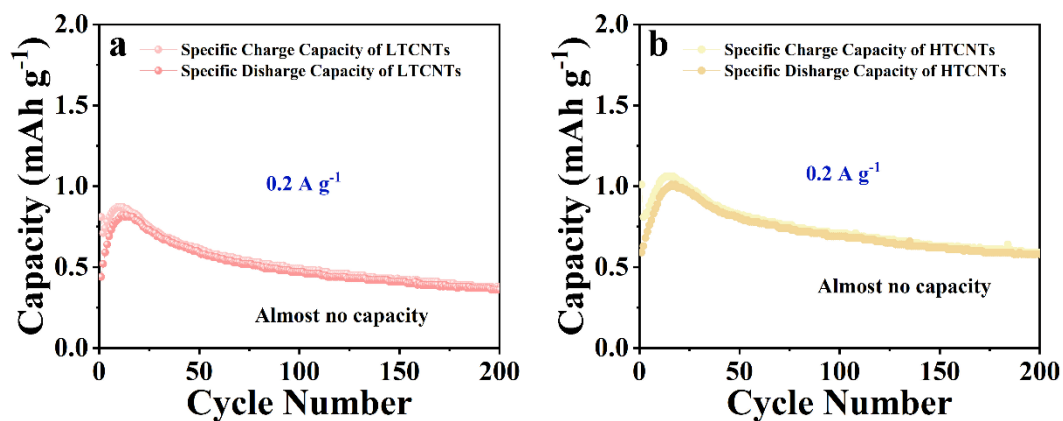 a
Specific Charge Capacity of LTCNTs
Specific Disharge Capacity of LTCNTs
0.2 A g⁻¹
Almost no capacity
Capacity (mAh g⁻¹)
2.0
1.5
1.0
0.5
0.0
0 50 100 150 200
Cycle Number
b
Specific Charge Capacity of HTCNTs
Specific Disharge Capacity of HTCNTs
0.2 A g⁻¹
Almost no capacity
Capacity (mAh g⁻¹)
2.0
1.5
1.0
0.5
0.0
0 50 100 150 200
Cycle Number